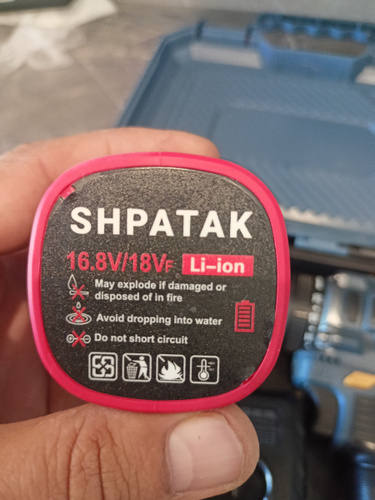 SHPATAK
16.8V/18VF Li-ion
May explode if damaged or
disposed of in fire
Avoid dropping into water
Do not short circuit